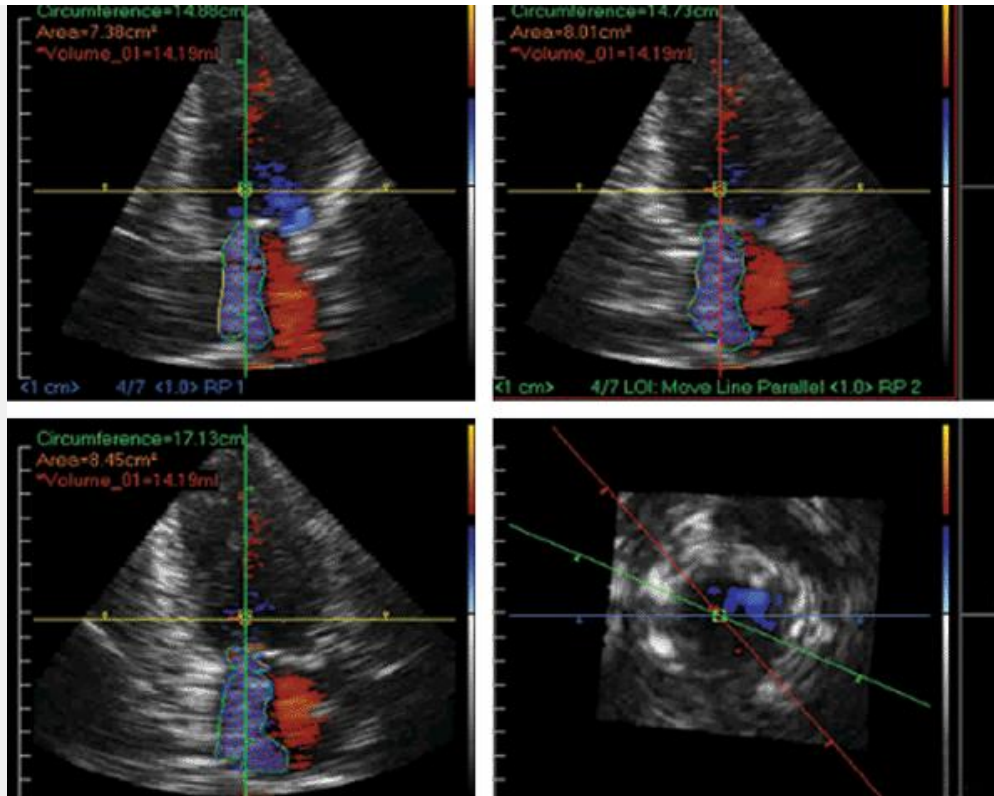 Circumference=14.88cm
Area=7.38cm²
*Volume_01=14.19ml
<1 cm> 4/7 <1.0> RP 1
Circumference=14.73cm
Area=8.01cm²
*Volume_01=14.19ml
<1 cm> 4/7 LOI: Move Line Parallel <1.0> RP 2
Circumference=17.13cm
Area=8.45cm²
*Volume_01=14.19ml